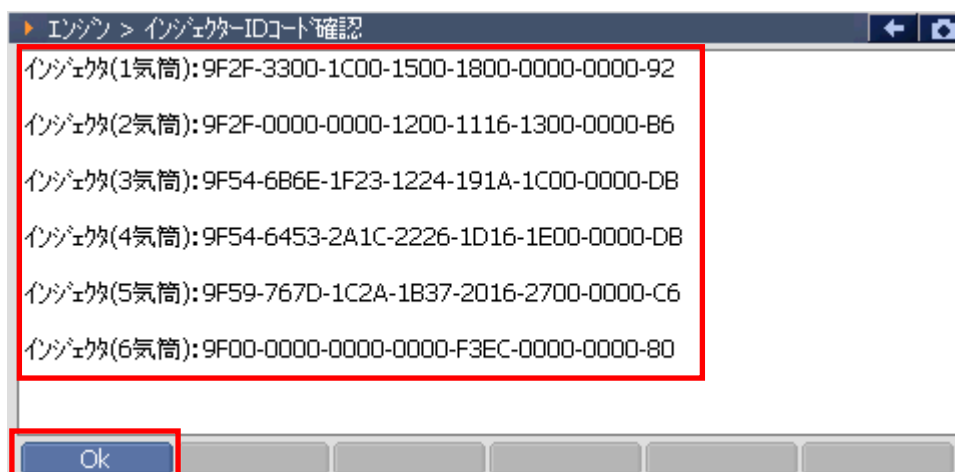 エンジン > インジェクターIDコード確認
インジェクタ(1気筒):9F2F-3300-1C00-1500-1800-0000-0000-92
インジェクタ(2気筒):9F2F-0000-0000-1200-1116-1300-0000-B6
インジェクタ(3気筒):9F54-6B6E-1F23-1224-191A-1C00-0000-DB
インジェクタ(4気筒):9F54-6453-2A1C-2226-1D16-1E00-0000-DB
インジェクタ(5気筒):9F59-767D-1C2A-1B37-2016-2700-0000-C6
インジェクタ(6気筒):9F00-0000-0000-0000-F3EC-0000-0000-80
Ok